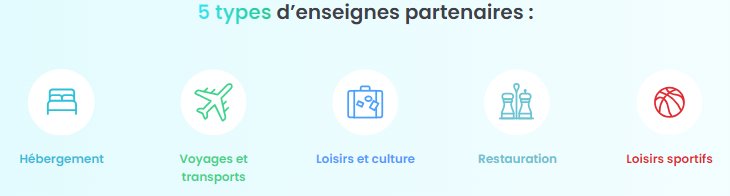 5 types d’enseignes partenaires :
Hébergement
Voyages et
transports
Loisirs et culture
Restauration
Loisirs sportifs